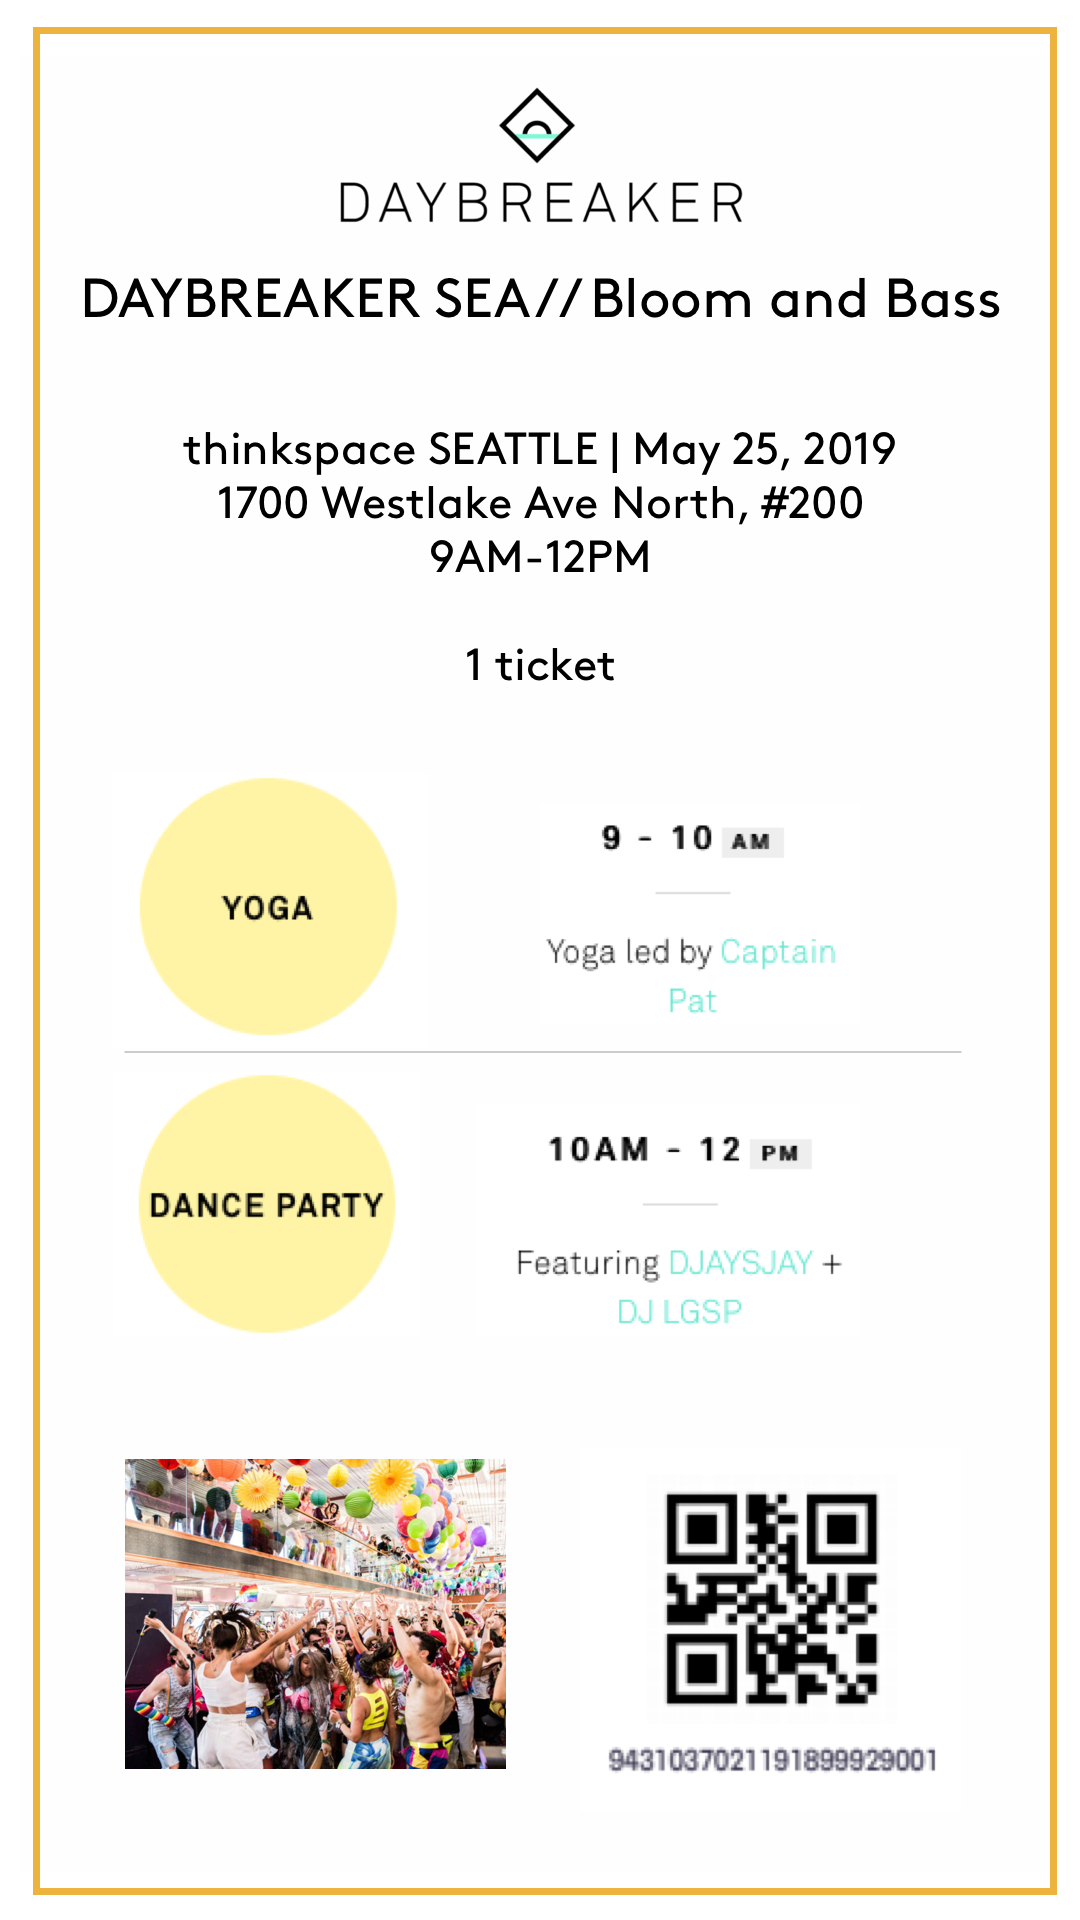 DAYBREAKER
DAYBREAKER SEA // Bloom and Bass
thinkspace SEATTLE | May 25, 2019
1700 Westlake Ave North, #200
9AM-12PM
1 ticket
YOGA
9 - 10 AM
Yoga led by Captain
Pat
DANCE PARTY
10AM - 12 PM
Featuring DJAYSJAY +
DJ LGSP
9431037021191899929001